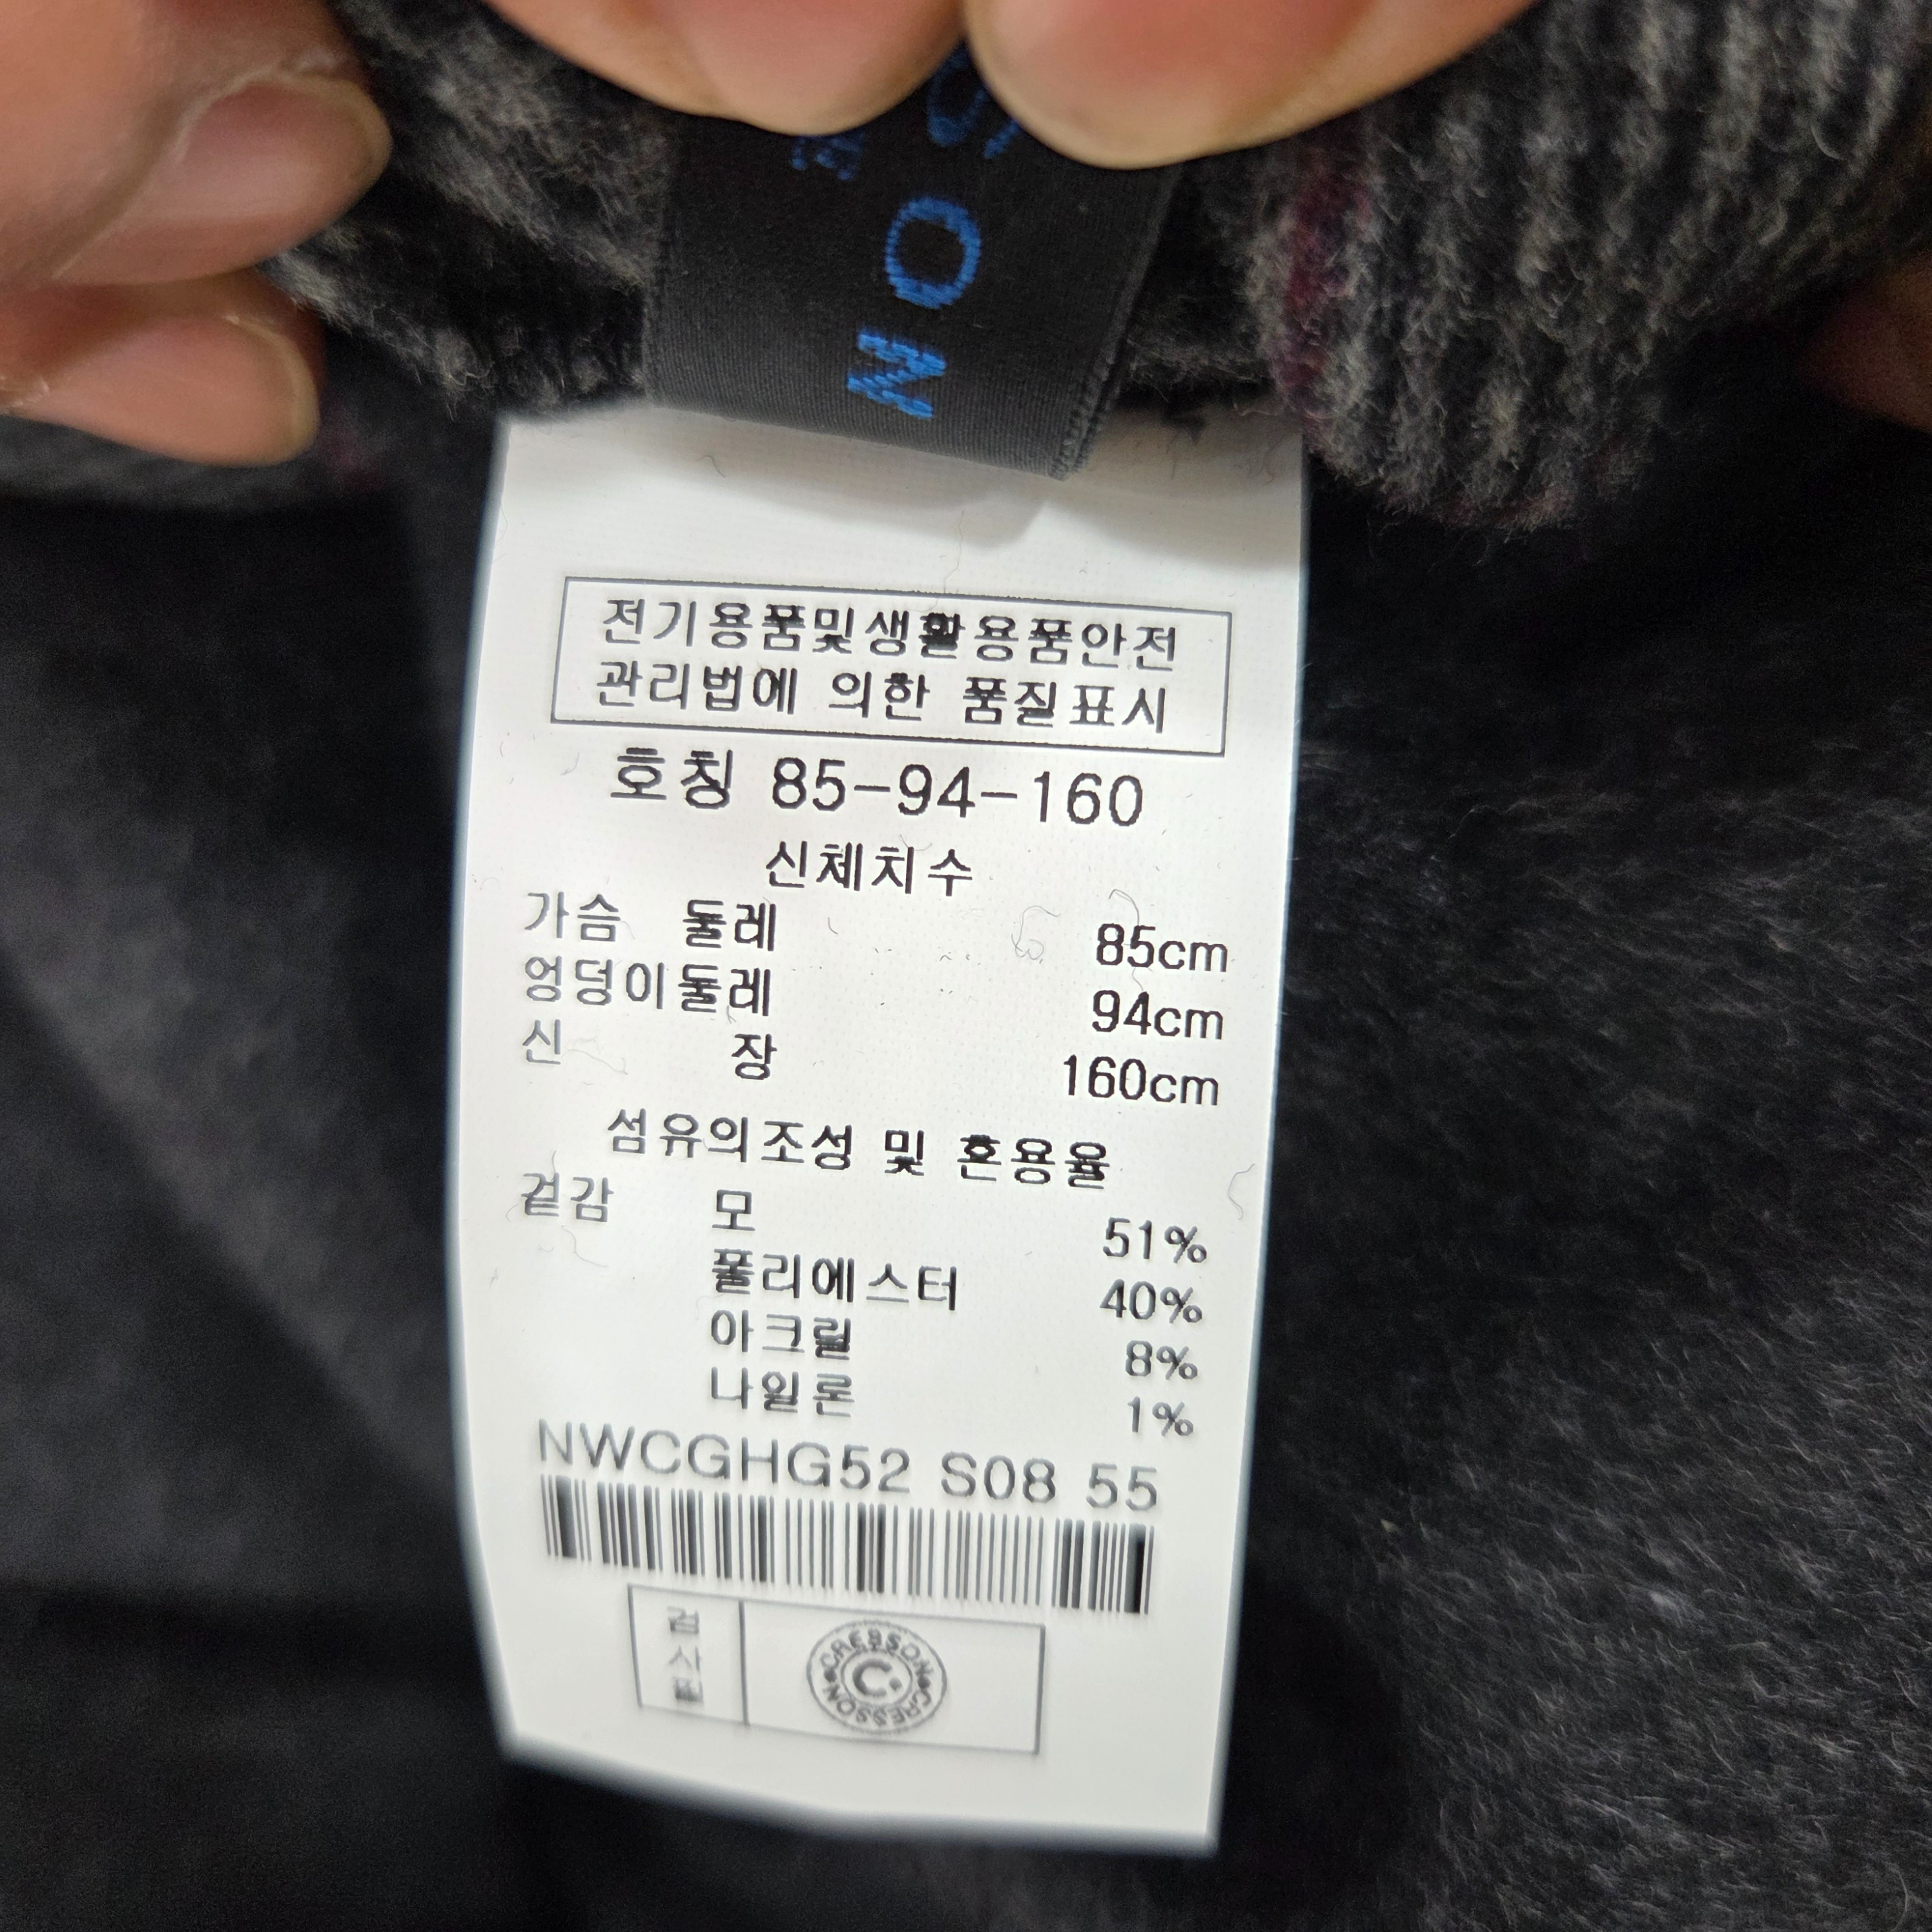 S
ON
전기용품및생활용품안전
관리법에 의한 품질표시
호칭 85-94-160
신체치수
가슴 둘레 85cm
엉덩이둘레 94cm
신 장 160cm
섬유의조성 및 혼용율
겉감 모 51%
폴리에스터 40%
아크릴 8%
나일론 1%
NWCGHG52 S08 55
검사필
CRESSON CRESSON
C